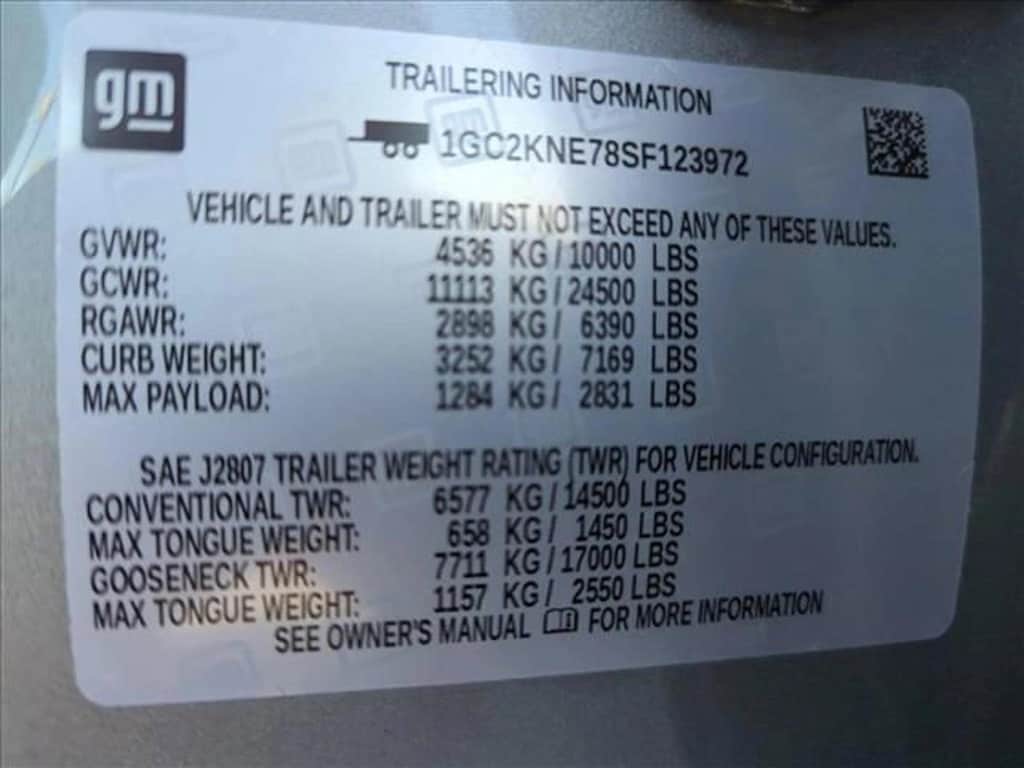 gm
TRAILERING INFORMATION
1GC2KNE78SF123972
VEHICLE AND TRAILER MUST NOT EXCEED ANY OF THESE VALUES.
GVWR: 4536 KG / 10000 LBS
GCWR: 11113 KG / 24500 LBS
RGAWR: 2898 KG / 6390 LBS
CURB WEIGHT: 3252 KG / 7169 LBS
MAX PAYLOAD: 1284 KG / 2831 LBS
SAE J2807 TRAILER WEIGHT RATING (TWR) FOR VEHICLE CONFIGURATION.
CONVENTIONAL TWR: 6577 KG / 14500 LBS
MAX TONGUE WEIGHT: 658 KG / 1450 LBS
GOOSENECK TWR: 7711 KG / 17000 LBS
MAX TONGUE WEIGHT: 1157 KG / 2550 LBS
SEE OWNER'S MANUAL FOR MORE INFORMATION